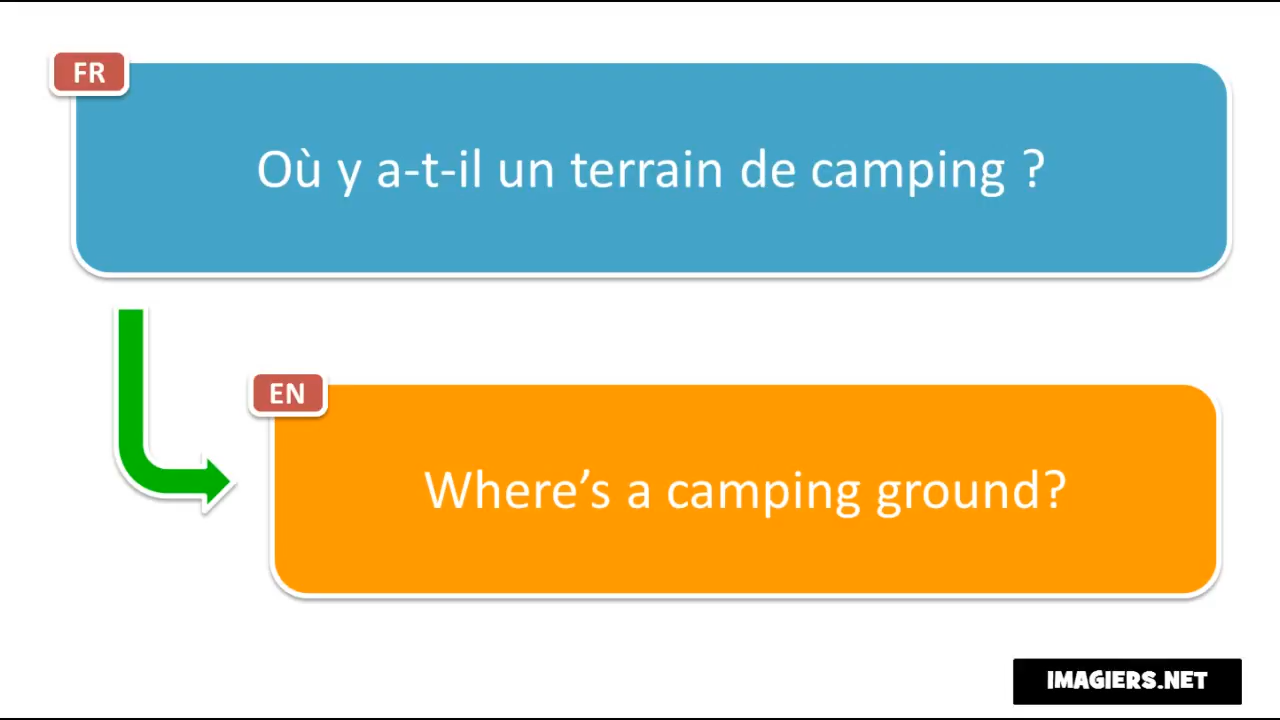 FR
Où y a-t-il un terrain de camping ?
EN
Where’s a camping ground?
IMAGIERS.NET